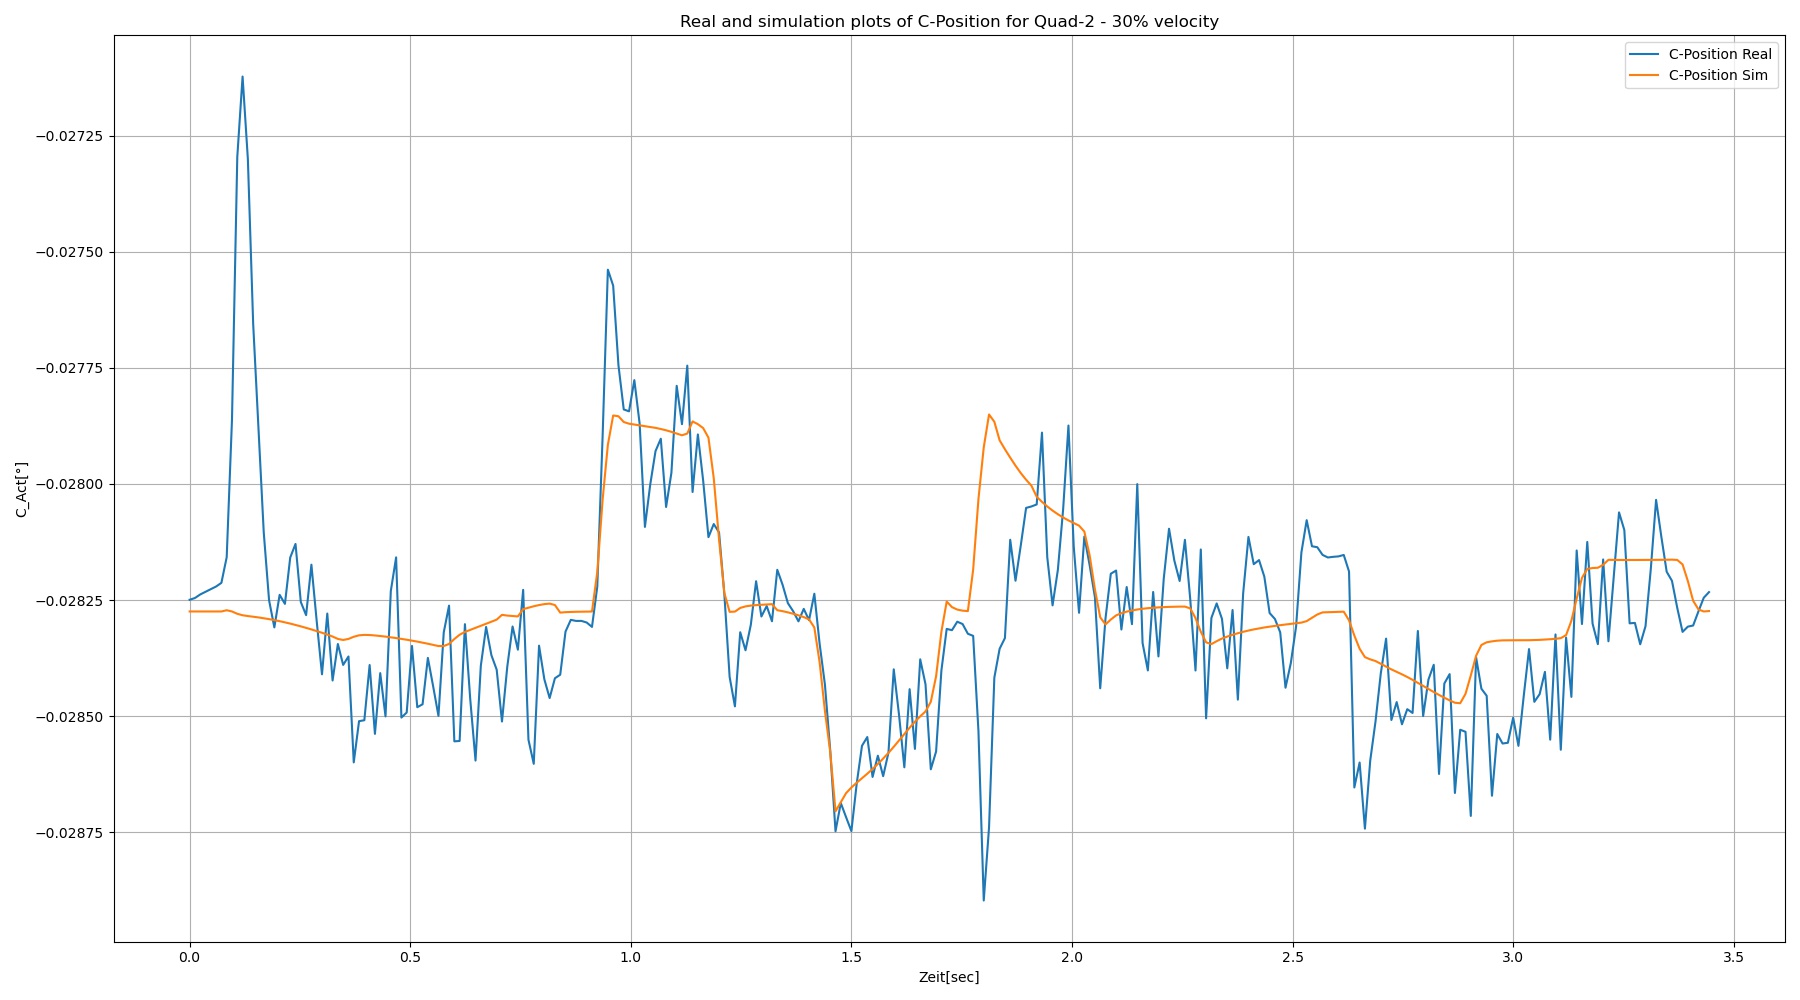 Real and simulation plots of C-Position for Quad-2 - 30% velocity
C-Position Real
C-Position Sim
−0.02725
−0.02750
−0.02775
−0.02800
−0.02825
−0.02850
−0.02875
C_Act[°]
0.0 0.5 1.0 1.5 2.0 2.5 3.0 3.5
Zeit[sec]